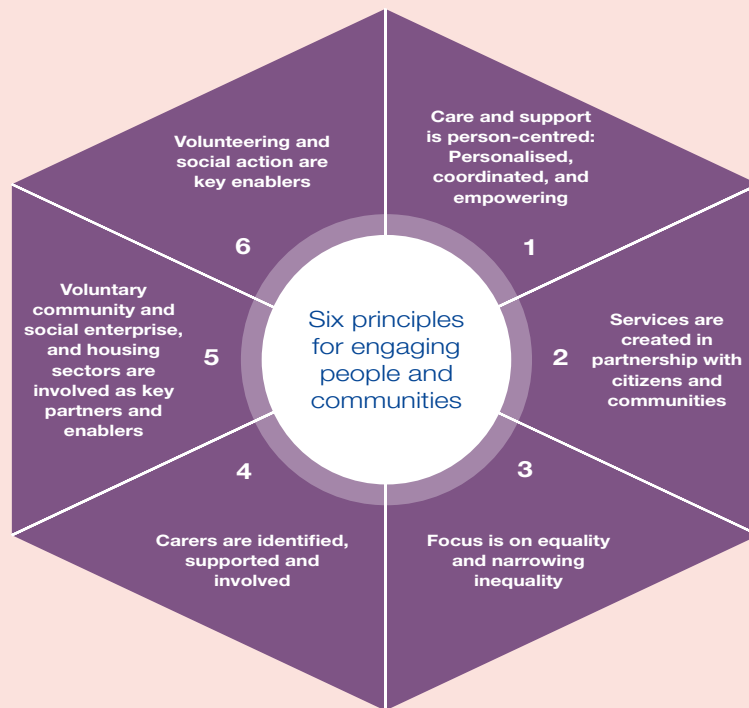 Six principles
for engaging
people and
communities
Care and support
is person-centred:
Personalised,
coordinated, and
empowering
1
Services are
created in
partnership with
citizens and
communities
2
Focus is on equality
and narrowing
inequality
3
Carers are identified,
supported and
involved
4
Voluntary
community and
social enterprise,
and housing
sectors are
involved as key
partners and
enablers
5
Volunteering and
social action are
key enablers
6